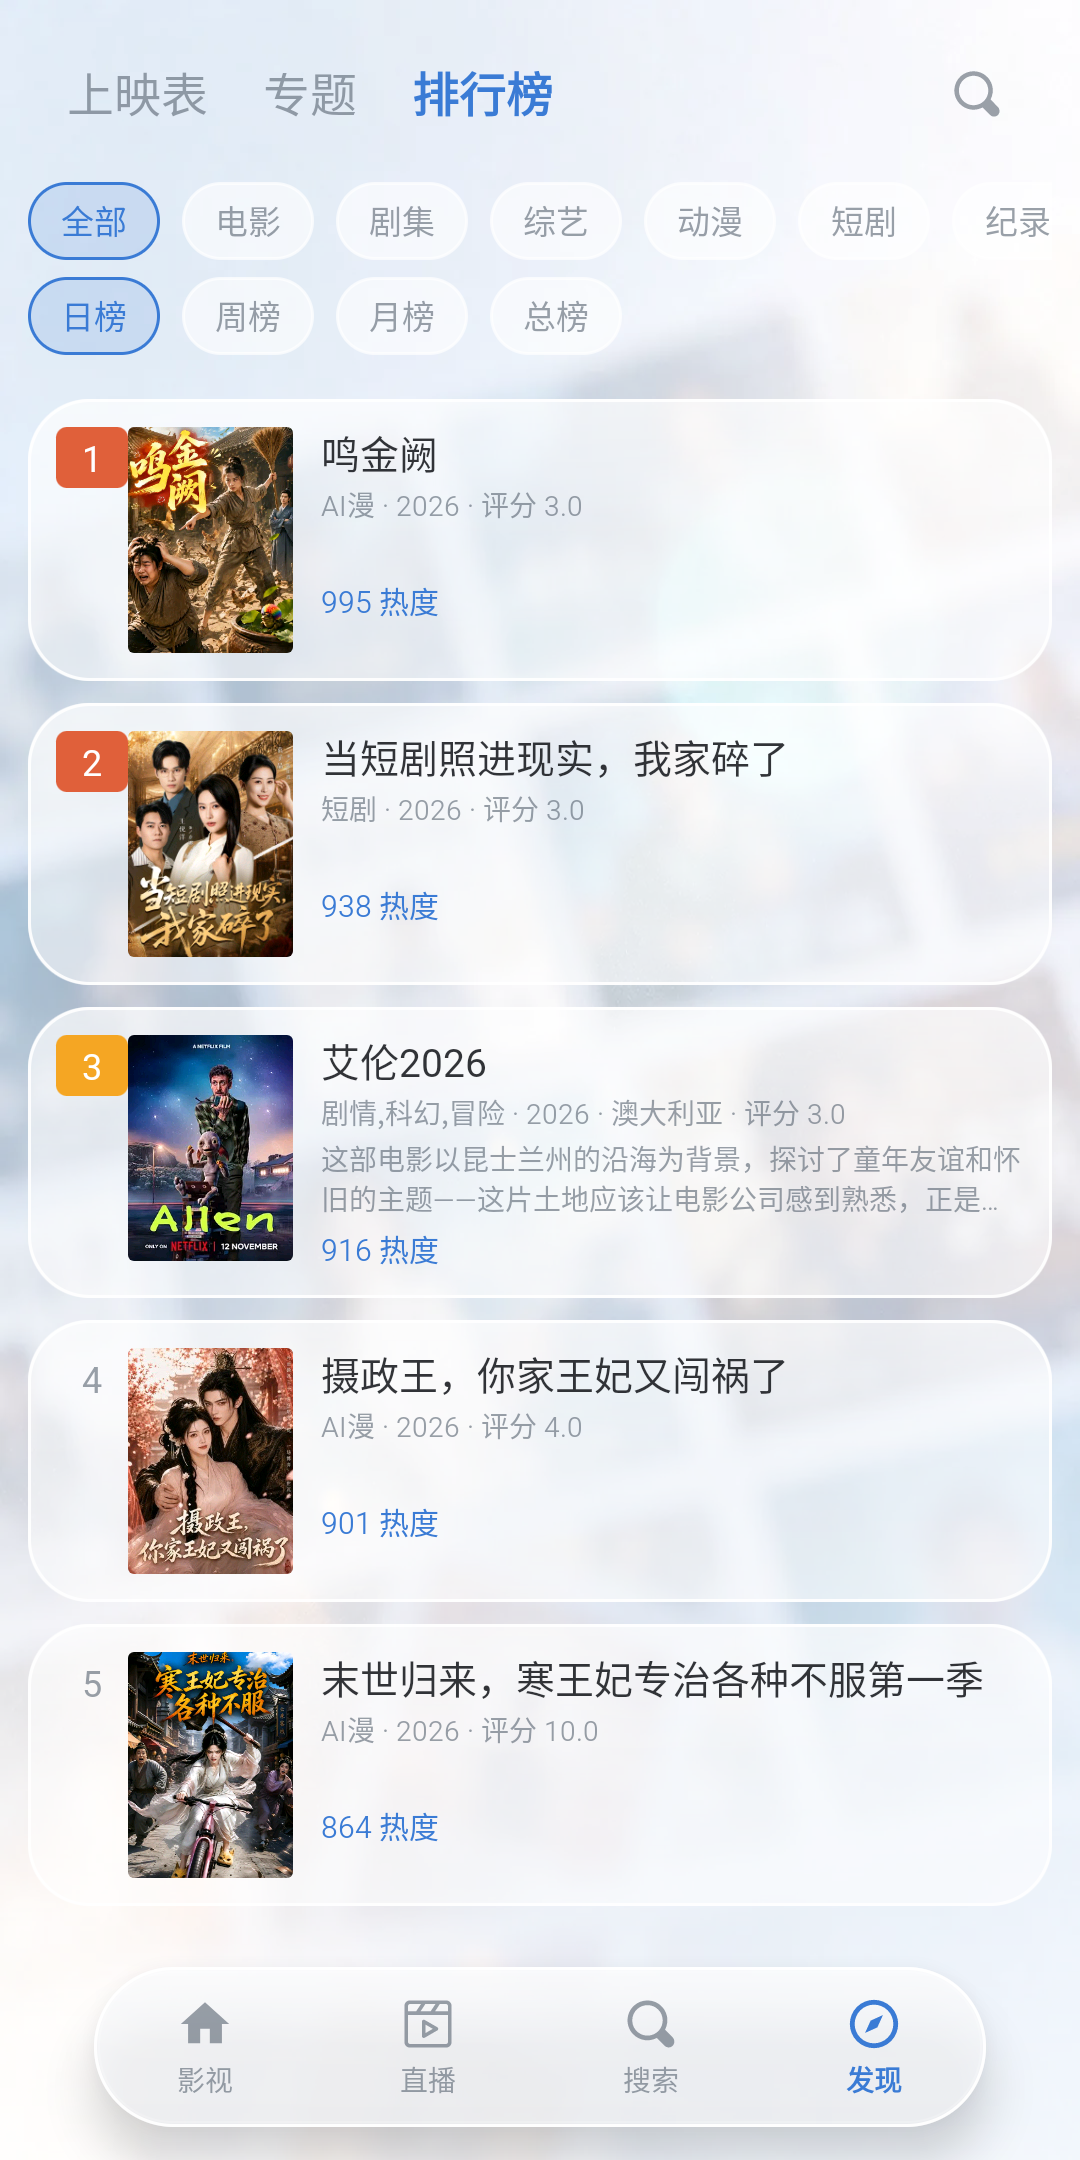 上映表 专题 排行榜
全部 电影 剧集 综艺 动漫 短剧 纪录
日榜 周榜 月榜 总榜
1
鸣金阙
鸣金阙
AI漫 · 2026 · 评分 3.0
995 热度
2
当短剧照进现实,
我家碎了
当短剧照进现实，我家碎了
短剧 · 2026 · 评分 3.0
938 热度
3
A NETFLIX FILM
Allen
ONLY ON NETFLIX | 12 NOVEMBER
艾伦2026
剧情,科幻,冒险 · 2026 · 澳大利亚 · 评分 3.0
这部电影以昆士兰州的沿海为背景，探讨了童年友谊和怀
旧的主题——这片土地应该让电影公司感到熟悉，正是…
916 热度
4
摄政王,
你家王妃又闯祸了
摄政王，你家王妃又闯祸了
AI漫 · 2026 · 评分 4.0
901 热度
5
末世归来
寒王妃专治
各种不服
末世归来，寒王妃专治各种不服第一季
AI漫 · 2026 · 评分 10.0
864 热度
影视 直播 搜索 发现